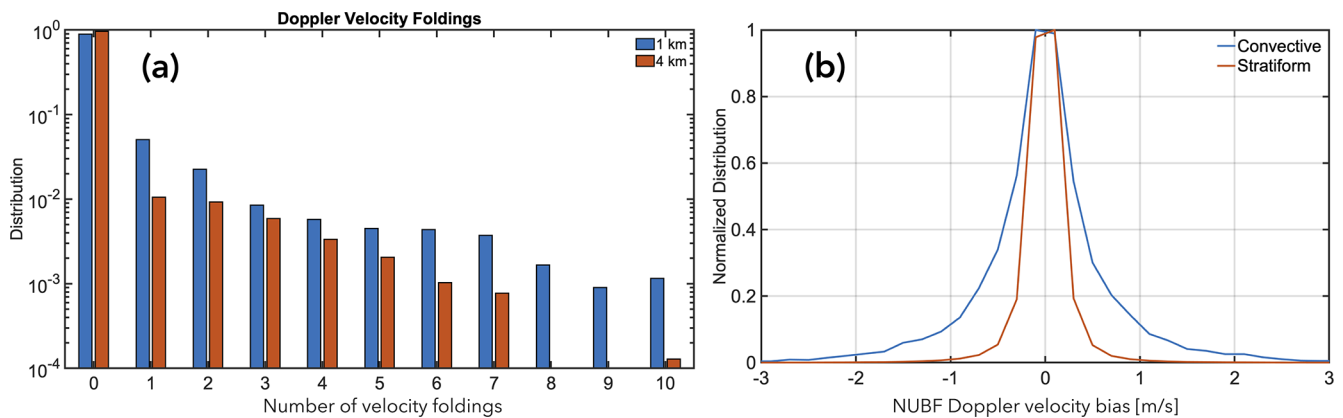 Doppler Velocity Foldings
(a)
1 km
4 km
10^0
10^-1
10^-2
10^-3
10^-4
Distribution
0 1 2 3 4 5 6 7 8 9 10
Number of velocity foldings
(b)
Convective
Stratiform
1
0.8
0.6
0.4
0.2
0
Normalized Distribution
-3 -2 -1 0 1 2 3
NUBF Doppler velocity bias [m/s]